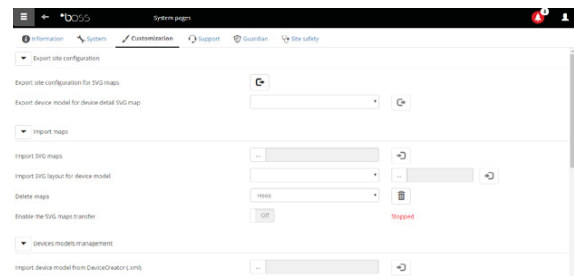 boss System pages
Information System Customization Support Guardian Site safety
Export site configuration
Export site configuration for SVG maps
Export device model for device detail SVG map
Import maps
Import SVG maps ...
Import SVG layout for device model ...
Delete maps
Enable the SVG maps transfer Off Stopped
Devices models management
Import device model from DeviceCreator (.xml) ...